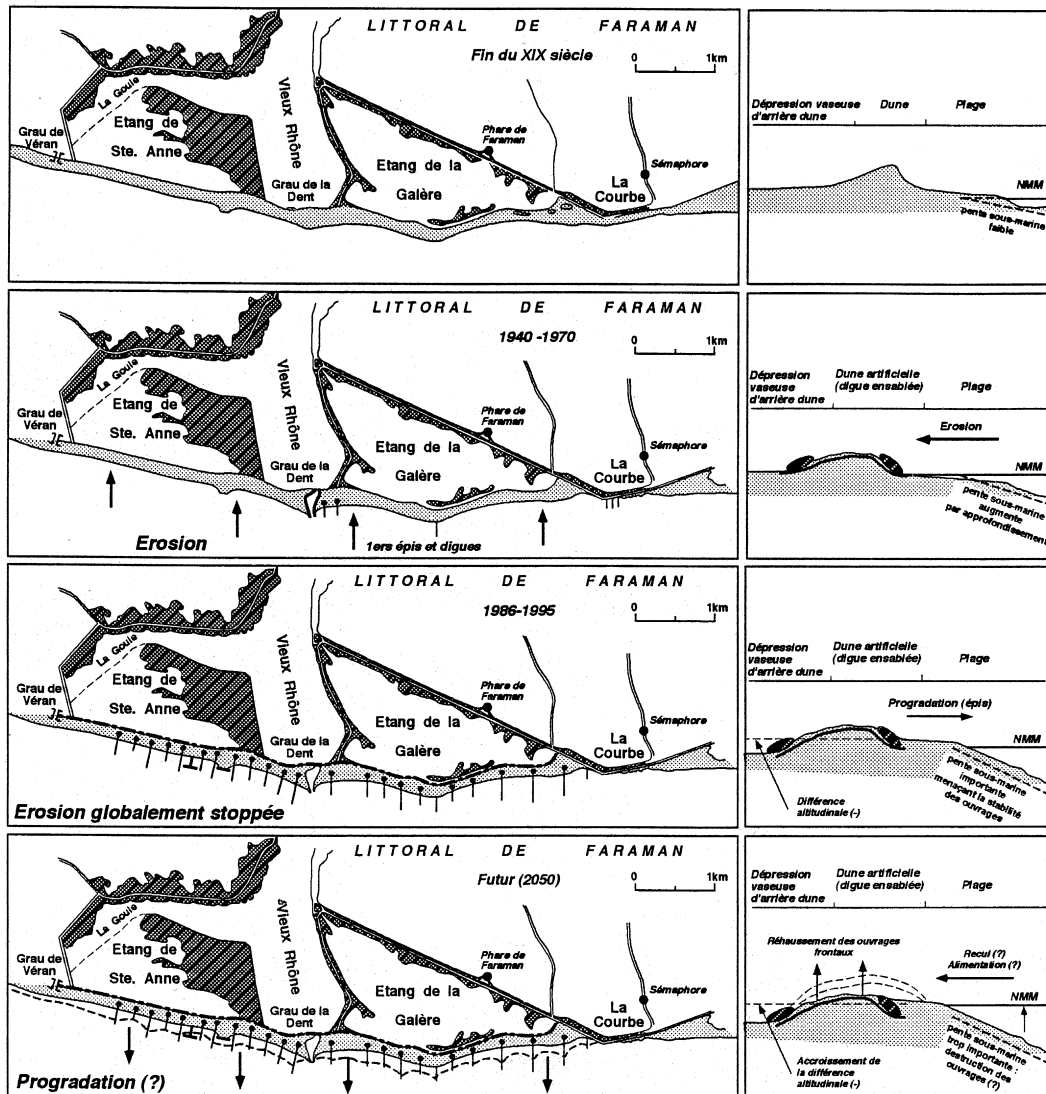 LITTORAL DE FARAMAN
Fin du XIX siècle
0 1km
La Goule
Grau de
Véran
Etang de
Ste. Anne
Vieux Rhône
Grau de la
Dent
Phare de
Faraman
Etang de la
Galère
Sémaphore
La
Courbe
Dépression vaseuse
d'arrière dune
Dune
Plage
NMM
pente sous-marine
faible
LITTORAL DE FARAMAN
1940 -1970
0 1km
La Goule
Grau de
Véran
Etang de
Ste. Anne
Vieux Rhône
Grau de la
Dent
Phare de
Faraman
Etang de la
Galère
Sémaphore
La
Courbe
Erosion
1ers épis et digues
Dépression
vaseuse
d'arrière dune
Dune artificielle
(digue ensablée)
Plage
Erosion
NMM
pente sous-marine
augmente
par approfondissement
LITTORAL DE FARAMAN
1986-1995
0 1km
La Goule
Grau de
Véran
Etang de
Ste. Anne
Vieux Rhône
Grau de la
Dent
Phare de
Faraman
Etang de la
Galère
Sémaphore
La
Courbe
Erosion globalement stoppée
Dépression
vaseuse
d'arrière dune
Dune artificielle
(digue ensablée)
Plage
Progradation (épis)
NMM
Différence
altitudinale (-)
pente sous-marine
importante
menaçant la stabilité
des ouvrages
LITTORAL DE FARAMAN
Futur (2050)
0 1km
La Goule
Grau de
Véran
Etang de
Ste. Anne
Vieux Rhône
Grau de la
Dent
Phare de
Faraman
Etang de la
Galère
Sémaphore
La
Courbe
Progradation (?)
Dépression
vaseuse
d'arrière dune
Dune artificielle
(digue ensablée)
Plage
Réhaussement des ouvrages
frontaux
Recul (?)
Alimentation (?)
NMM
Accroissement de
la différence
altitudinale (-)
pente sous-marine
trop importante :
destruction des
ouvrages (?)